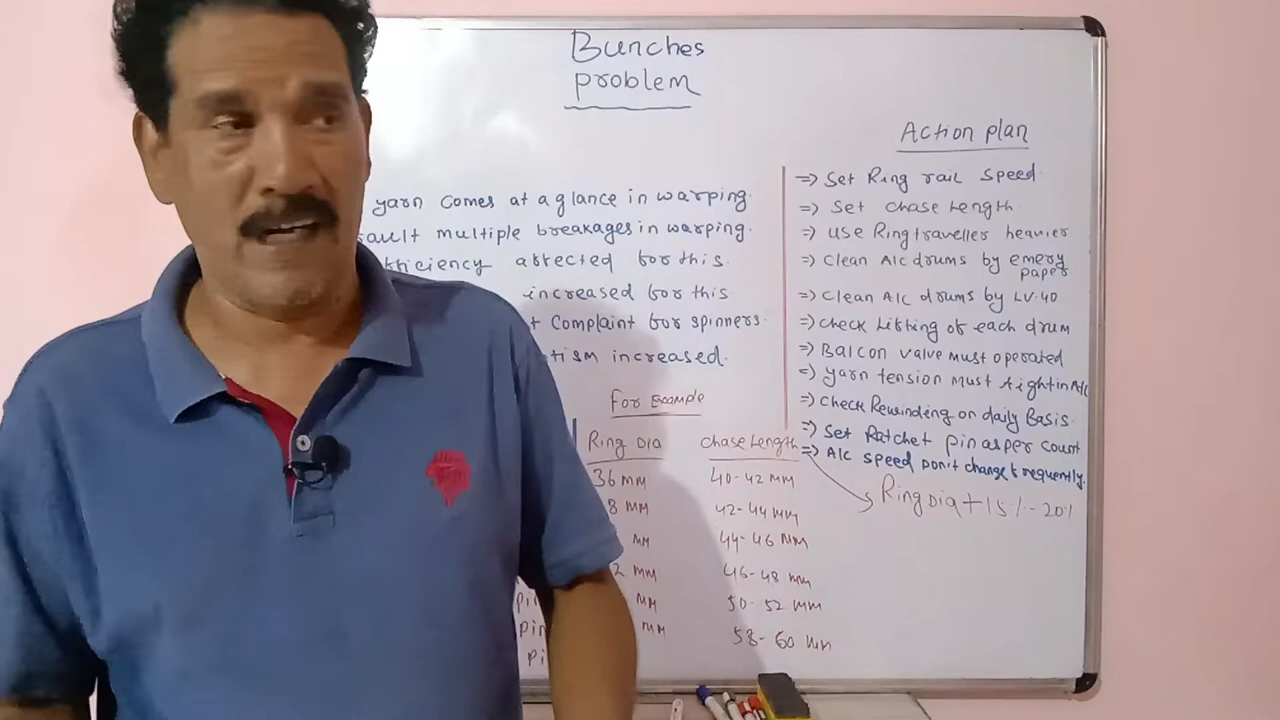 Bunches
problem
yarn comes at a glance in warping.
multiple breakages in warping.
affected for this.
increased for this
complaint for spinners.
increased.
For Example
Ring Dia
Chase Length
36 MM
40-42 MM
8 MM
42-44 MM
MM
44-46 MM
2 MM
46-48 MM
MM
50-52 MM
MM
58-60 MM
Action plan
=> Set Ring rail speed
=> Set Chase Length
=> Use Ring traveller heavier
=> Clean A/C drums by emery
paper
=> Clean A/C drums by LV-40
=> Check Lifting of each drum
=> Balcon valve must operated
=> yarn tension must tight in A/C
=> Check Rewinding on daily Basis.
=> Set Ratchet pin as per count
=> A/C speed Don't change frequently.
Ring Dia + 15% - 20%